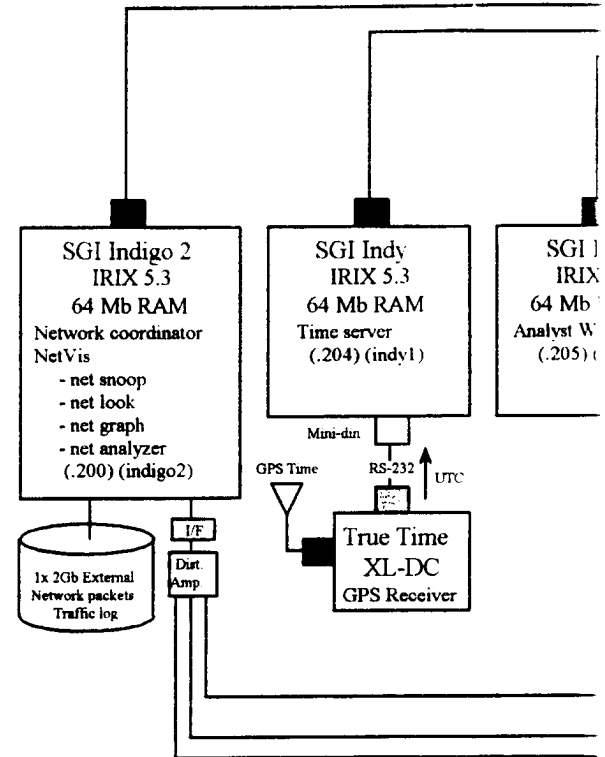 SGI Indigo 2
IRIX 5.3
64 Mb RAM
Network coordinator
NetVis
- net snoop
- net look
- net graph
- net analyzer
(.200) (indigo2)
SGI Indy
IRIX 5.3
64 Mb RAM
Time server
(.204) (indy1)
SGI
IRIX
64 Mb
Analyst W
(.205) (
Mini-din
RS-232
UTC
GPS Time
True Time
XL-DC
GPS Receiver
I/F
Dist.
Amp.
1x 2Gb External
Network packets
Traffic log